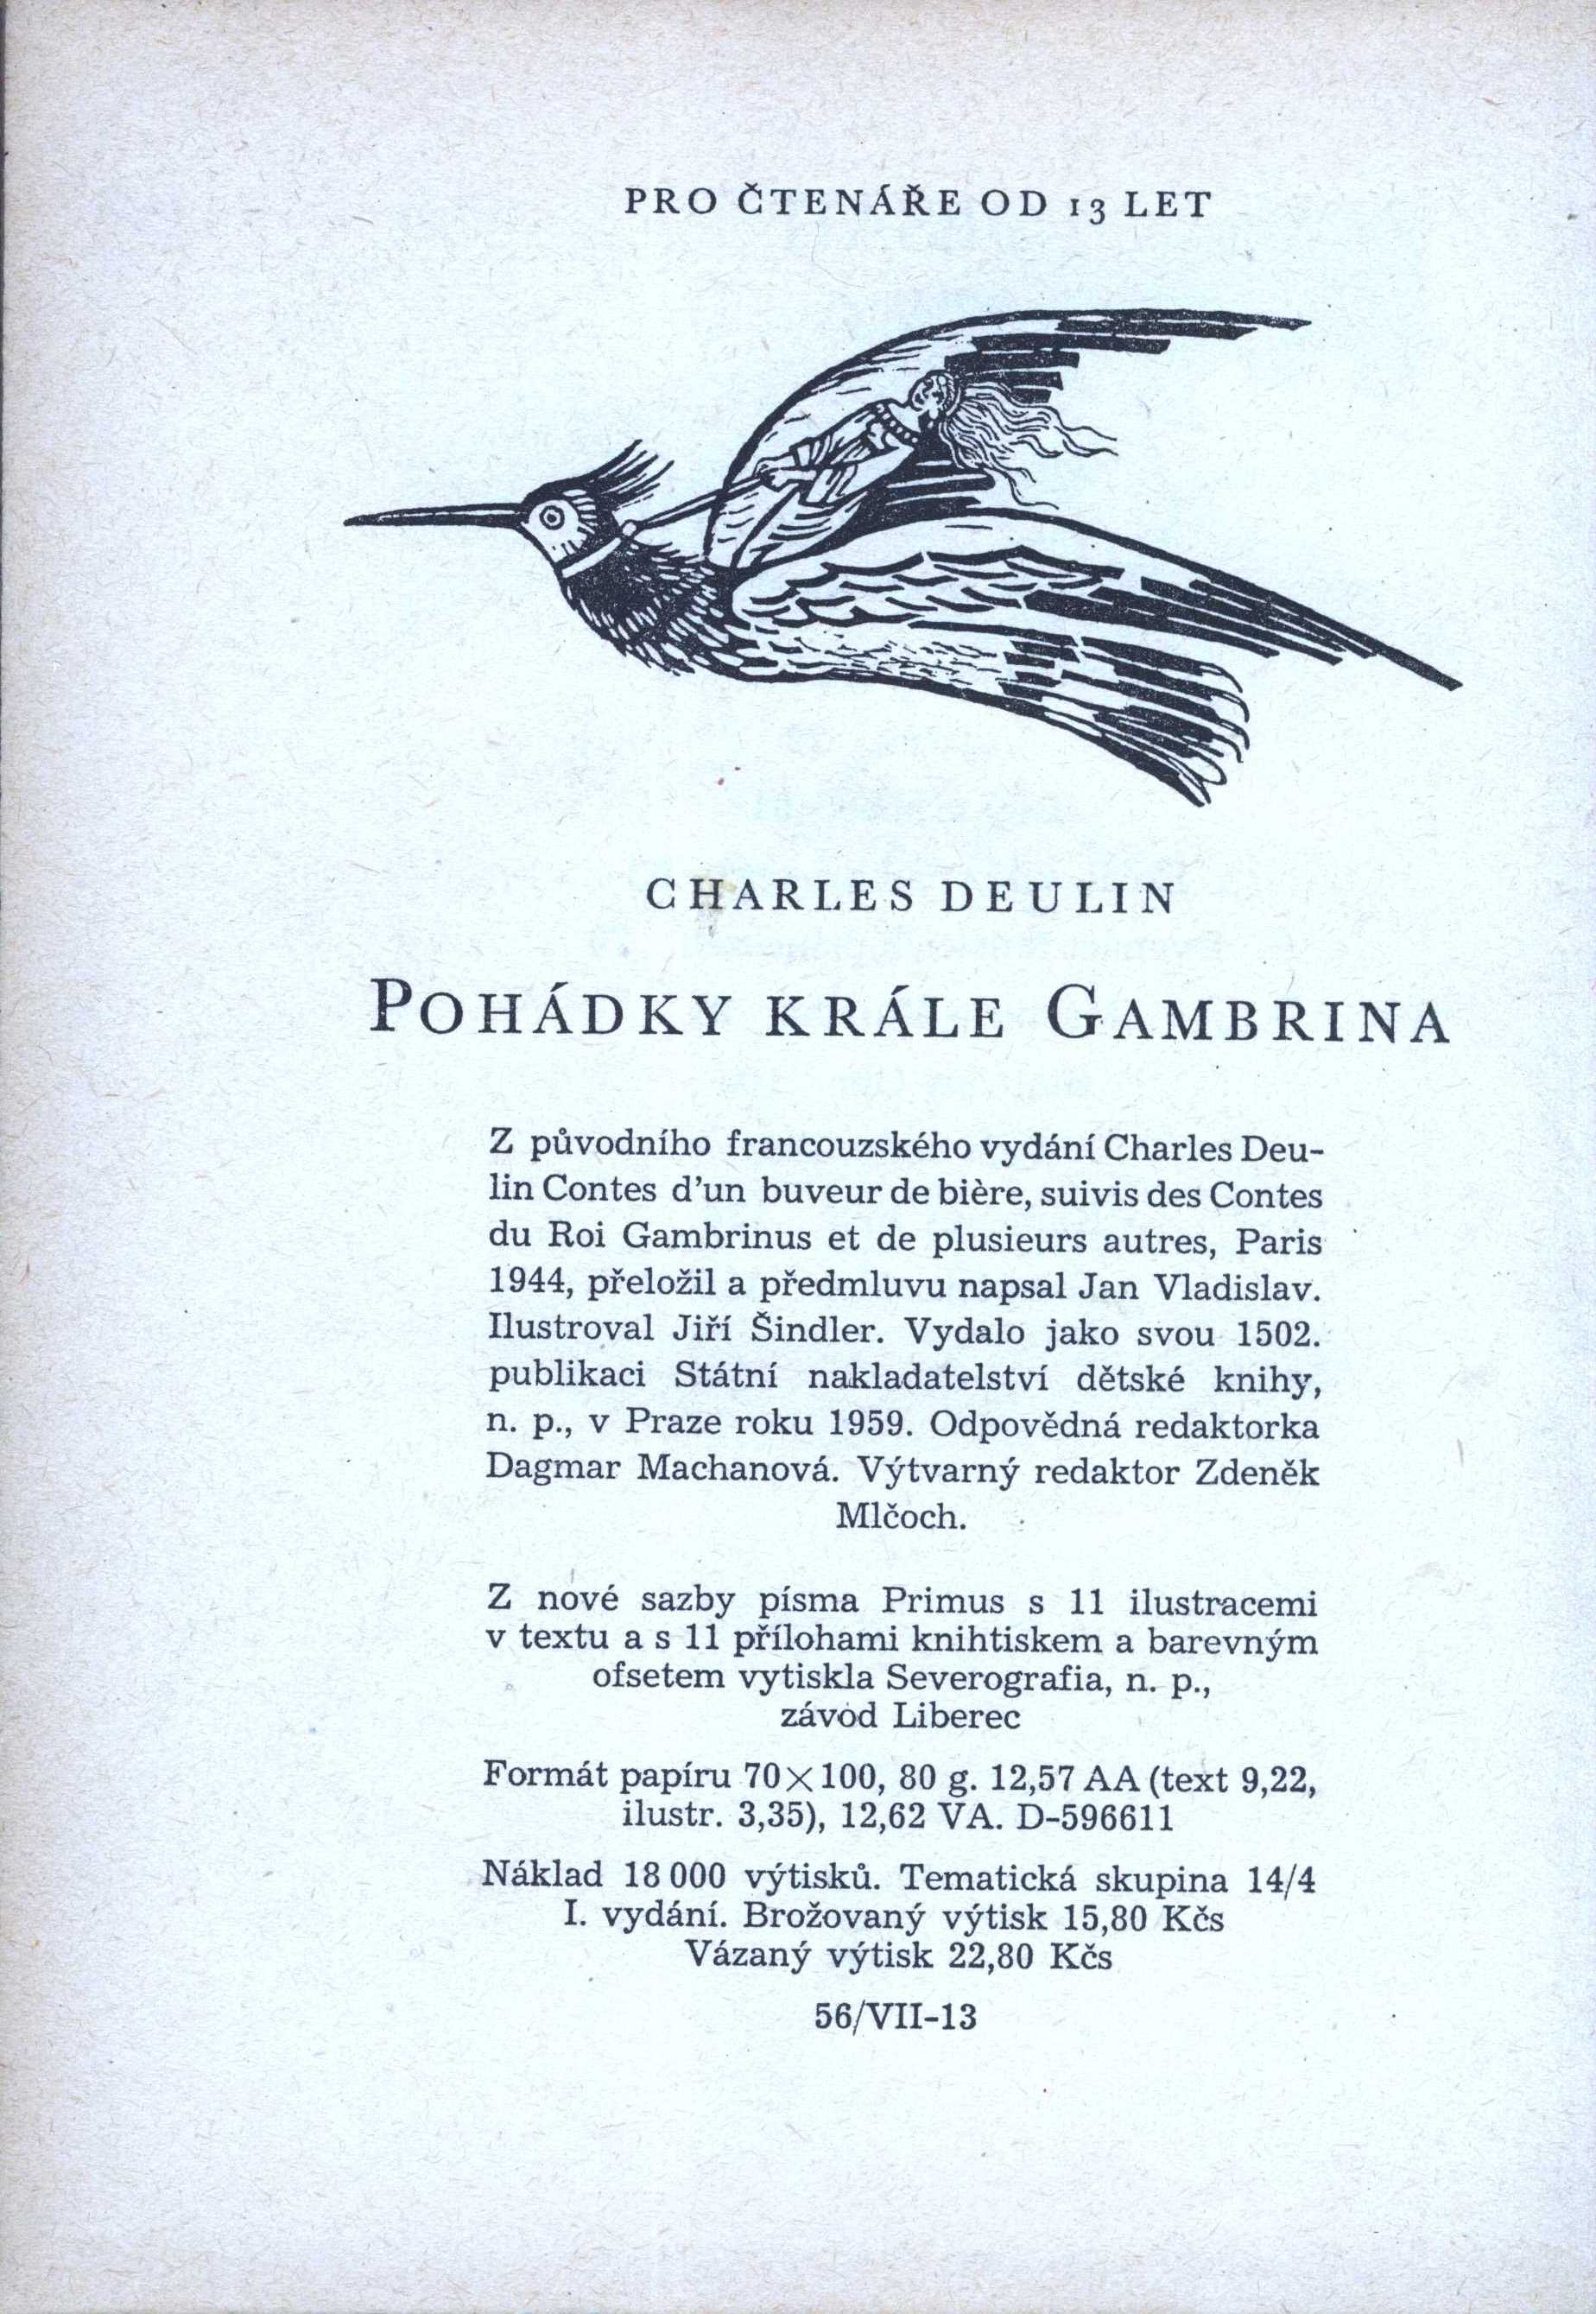 PRO ČTENÁŘE OD 13 LET
CHARLES DEULIN
POHÁDKY KRÁLE GAMBRINA
Z původního francouzského vydání Charles Deu-
lin Contes d'un buveur de bière, suivis des Contes
du Roi Gambrinus et de plusieurs autres, Paris
1944, přeložil a předmluvu napsal Jan Vladislav.
Ilustroval Jiří Šindler. Vydalo jako svou 1502.
publikaci Státní nakladatelství dětské knihy,
n. p., v Praze roku 1959. Odpovědná redaktorka
Dagmar Machanová. Výtvarný redaktor Zdeněk
Mlčoch.
Z nové sazby písma Primus s 11 ilustracemi
v textu a s 11 přílohami knihtiskem a barevným
ofsetem vytiskla Severografia, n. p.,
závod Liberec
Formát papíru 70×100, 80 g. 12,57 AA (text 9,22,
ilustr. 3,35), 12,62 VA. D-596611
Náklad 18 000 výtisků. Tematická skupina 14/4
I. vydání. Brožovaný výtisk 15,80 Kčs
Vázaný výtisk 22,80 Kčs
56/VII-13